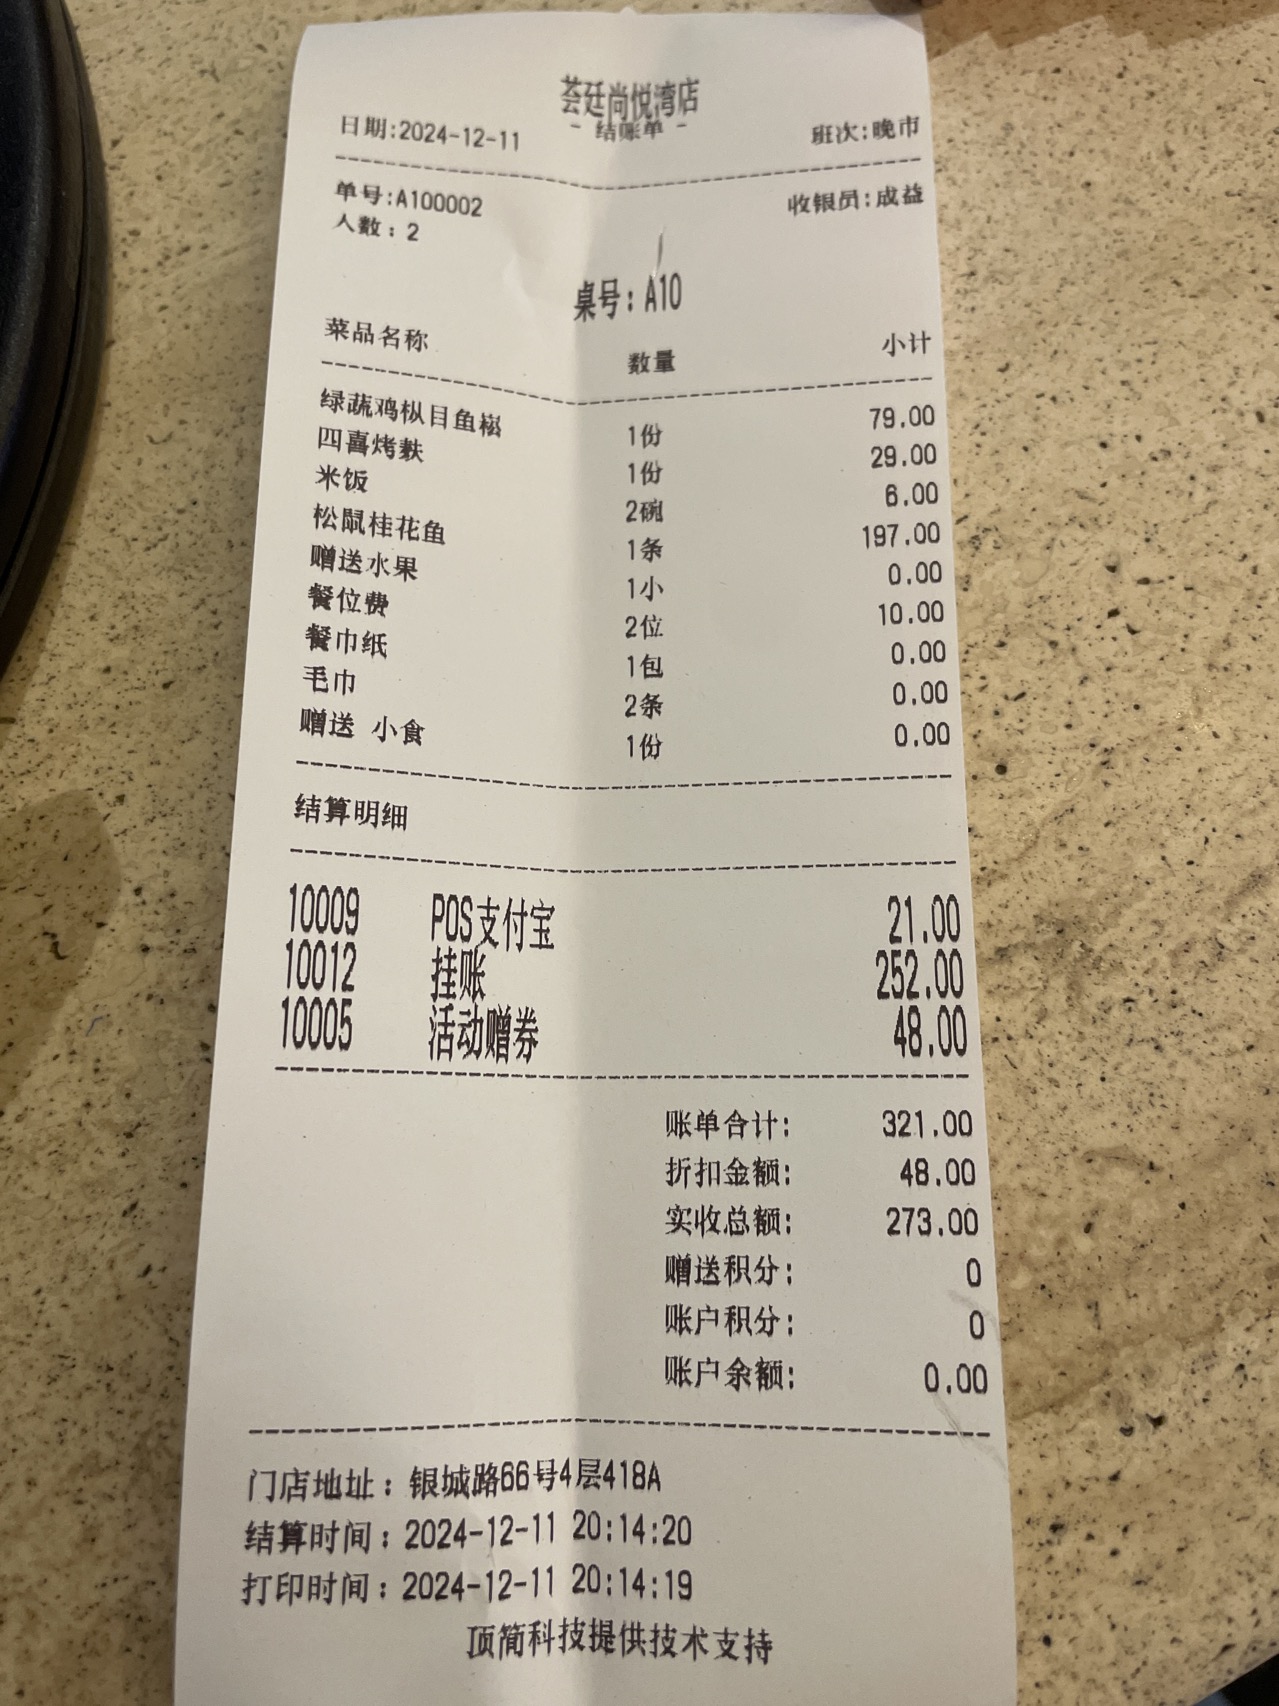 荟廷尚悦湾店
- 结账单 -
日期:2024-12-11 班次:晚市
单号:A100002 收银员:成益
人数：2
桌号：A10
菜品名称 数量 小计
绿蔬鸡枞目鱼崧 1份 79.00
四喜烤麸 1份 29.00
米饭 2碗 6.00
松鼠桂花鱼 1条 197.00
赠送水果 1小 0.00
餐位费 2位 10.00
餐巾纸 1包 0.00
毛巾 2条 0.00
赠送 小食 1份 0.00
结算明细
10009 POS支付宝 21.00
10012 挂账 252.00
10005 活动赠券 48.00
账单合计: 321.00
折扣金额: 48.00
实收总额: 273.00
赠送积分: 0
账户积分: 0
账户余额: 0.00
门店地址：银城路66号4层418A
结算时间：2024-12-11 20:14:20
打印时间：2024-12-11 20:14:19
顶简科技提供技术支持